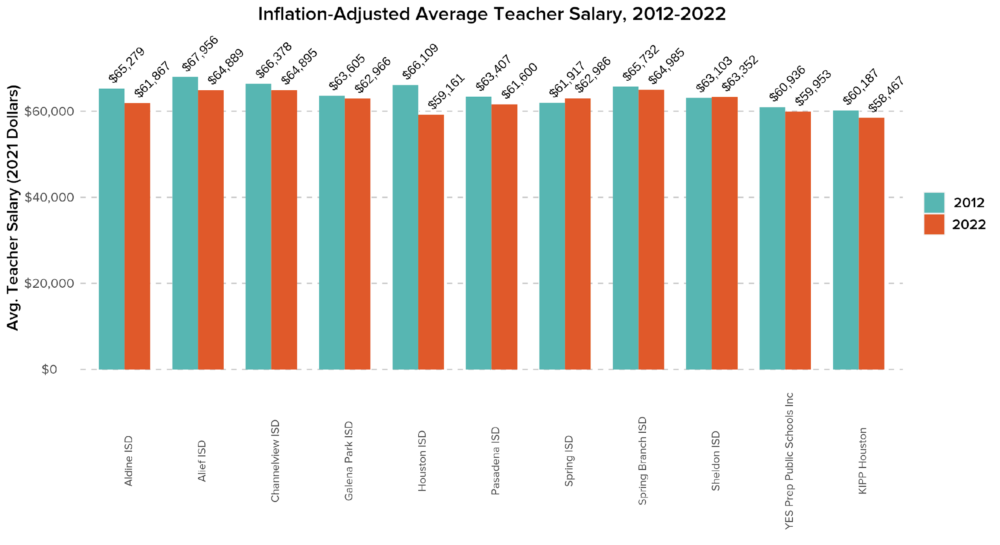 Inflation-Adjusted Average Teacher Salary, 2012-2022
Avg. Teacher Salary (2021 Dollars)
$60,000
$40,000
$20,000
$0
$65,279
$61,867
$67,956
$64,889
$66,378
$64,895
$63,605
$62,966
$66,109
$59,161
$63,407
$61,600
$61,917
$62,986
$65,732
$64,985
$63,103
$63,352
$60,936
$59,953
$60,187
$58,467
Aldine ISD
Alief ISD
Channelview ISD
Galena Park ISD
Houston ISD
Pasadena ISD
Spring ISD
Spring Branch ISD
Sheldon ISD
YES Prep Public Schools Inc
KIPP Houston
2012
2022